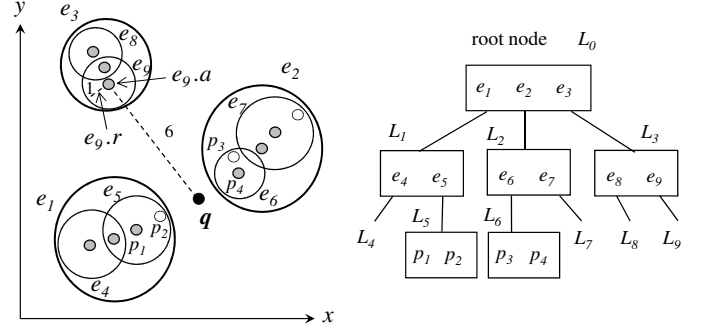 y
e3
e8
e9
e9.a
1
e9.r
6
e2
e7
p3
p4
e6
q
e1
e5
p2
p1
e4
x
root node L0
e1 e2 e3
L1 L2 L3
e4 e5 e6 e7 e8 e9
L4 L5 L6 L7 L8 L9
p1 p2 p3 p4